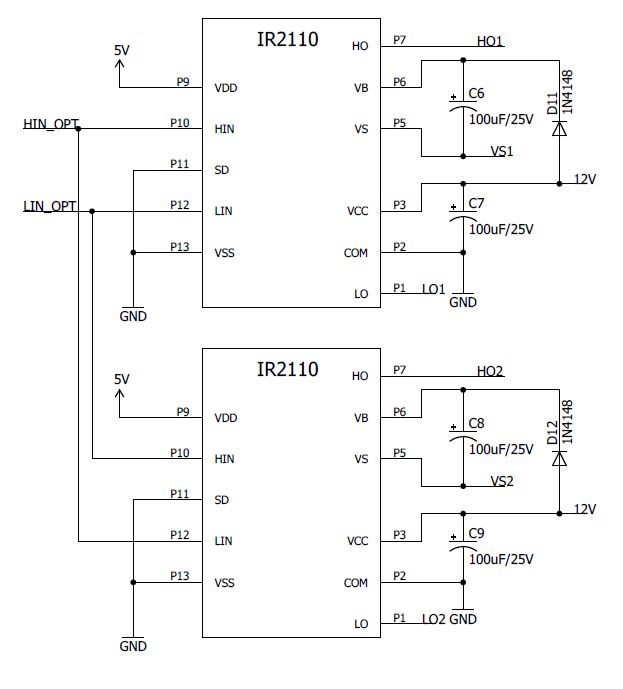 IR2110
5V
HO P7 HO1
P9 VDD
VB P6
C6
100uF/25V
D11
1N4148
HIN_OPT P10 HIN
VS P5
VS1
P11 SD
12V
LIN_OPT P12 LIN
VCC P3
C7
100uF/25V
P13 VSS
COM P2
LO P1 LO1
GND
GND
IR2110
5V
HO P7 HO2
P9 VDD
VB P6
C8
100uF/25V
D12
1N4148
P10 HIN
VS P5
VS2
P11 SD
12V
P12 LIN
VCC P3
C9
100uF/25V
P13 VSS
COM P2
LO P1 LO2 GND
GND